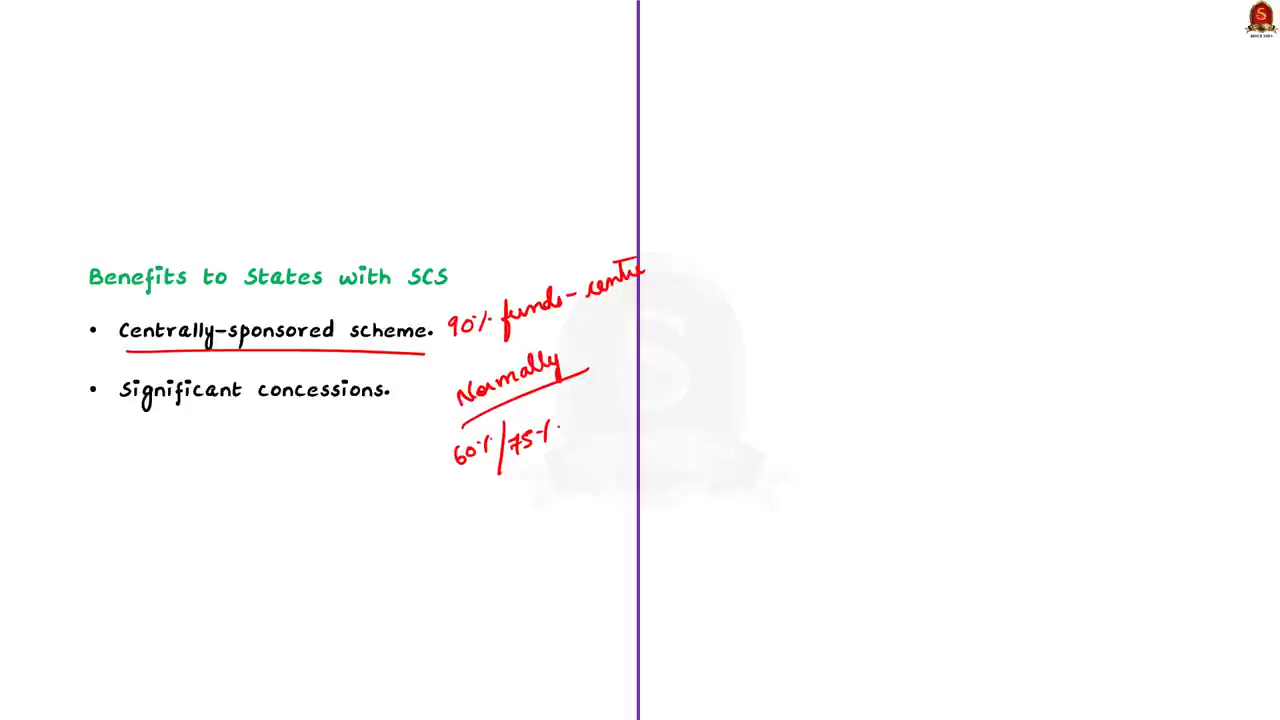 Benefits to States with SCS
• Centrally-sponsored scheme.
90% funds - centre
• Significant concessions.
Normally
60% / 75%
S
S